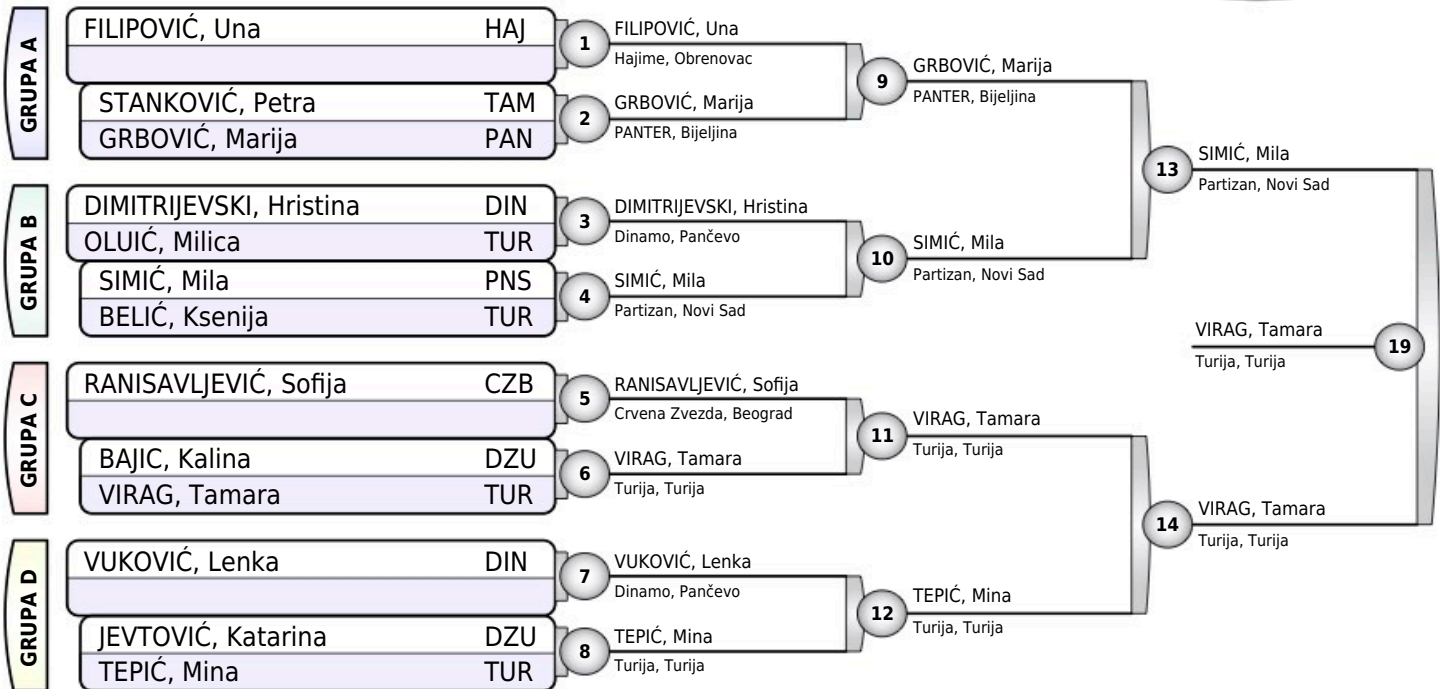 GRUPA A
FILIPOVIĆ, Una HAJ
STANKOVIĆ, Petra TAM
GRBOVIĆ, Marija PAN
GRUPA B
DIMITRIJEVSKI, Hristina DIN
OLUIĆ, Milica TUR
SIMIĆ, Mila PNS
BELIĆ, Ksenija TUR
GRUPA C
RANISAVLJEVIĆ, Sofija CZB
BAJIC, Kalina DZU
VIRAG, Tamara TUR
GRUPA D
VUKOVIĆ, Lenka DIN
JEVTOVIĆ, Katarina DZU
TEPIĆ, Mina TUR
1
FILIPOVIĆ, Una
Hajime, Obrenovac
2
GRBOVIĆ, Marija
PANTER, Bijeljina
3
DIMITRIJEVSKI, Hristina
Dinamo, Pančevo
4
SIMIĆ, Mila
Partizan, Novi Sad
5
RANISAVLJEVIĆ, Sofija
Crvena Zvezda, Beograd
6
VIRAG, Tamara
Turija, Turija
7
VUKOVIĆ, Lenka
Dinamo, Pančevo
8
TEPIĆ, Mina
Turija, Turija
9
GRBOVIĆ, Marija
PANTER, Bijeljina
10
SIMIĆ, Mila
Partizan, Novi Sad
11
VIRAG, Tamara
Turija, Turija
12
TEPIĆ, Mina
Turija, Turija
13
SIMIĆ, Mila
Partizan, Novi Sad
14
VIRAG, Tamara
Turija, Turija
VIRAG, Tamara
Turija, Turija
19